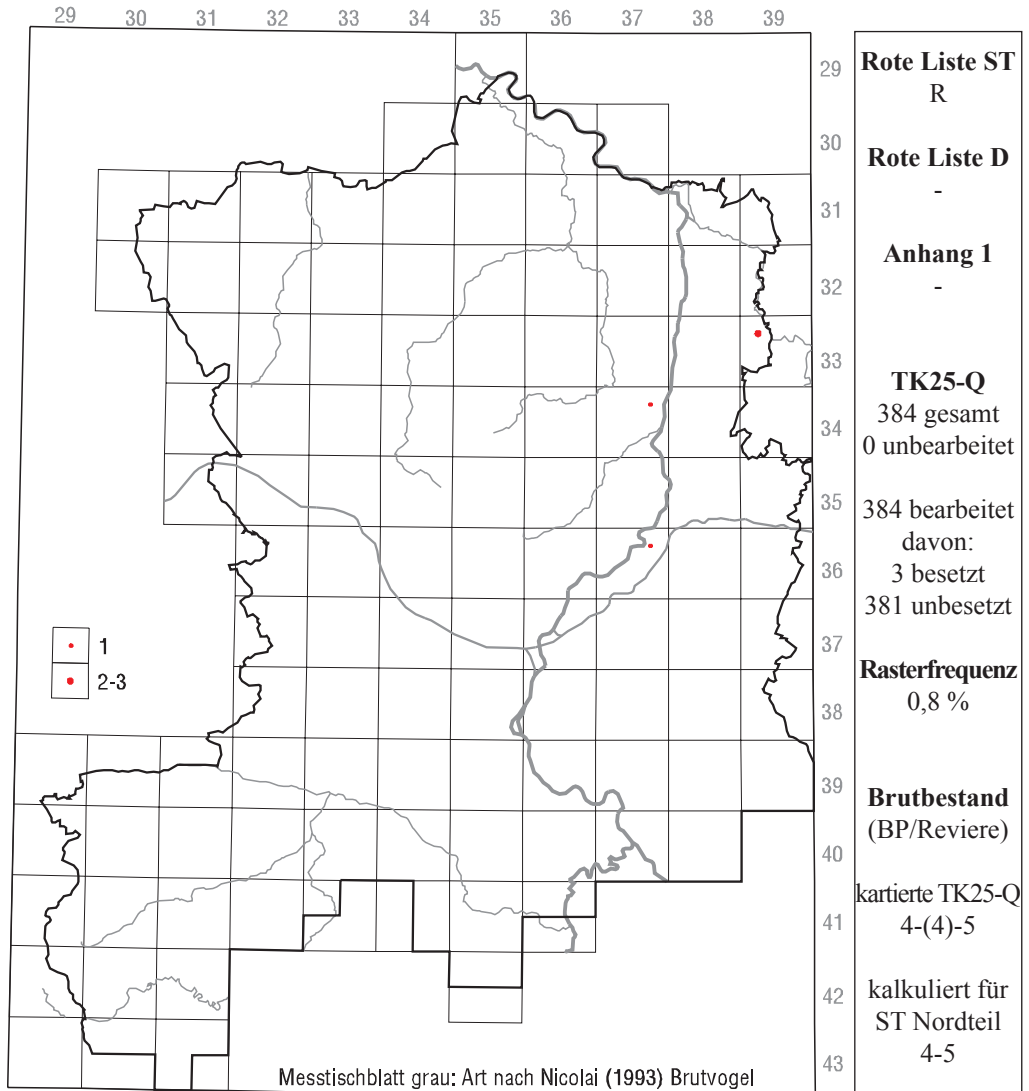 29 30 31 32 33 34 35 36 37 38 39
29
30
31
32
33
34
35
36
37
38
39
40
41
42
43
1
2-3
Messtischblatt grau: Art nach Nicolai (1993) Brutvogel
Rote Liste ST
R
Rote Liste D
-
Anhang 1
-
TK25-Q
384 gesamt
0 unbearbeitet
384 bearbeitet
davon:
3 besetzt
381 unbesetzt
Rasterfrequenz
0,8 %
Brutbestand
(BP/Reviere)
kartierte TK25-Q
4-(4)-5
kalkuliert für
ST Nordteil
4-5